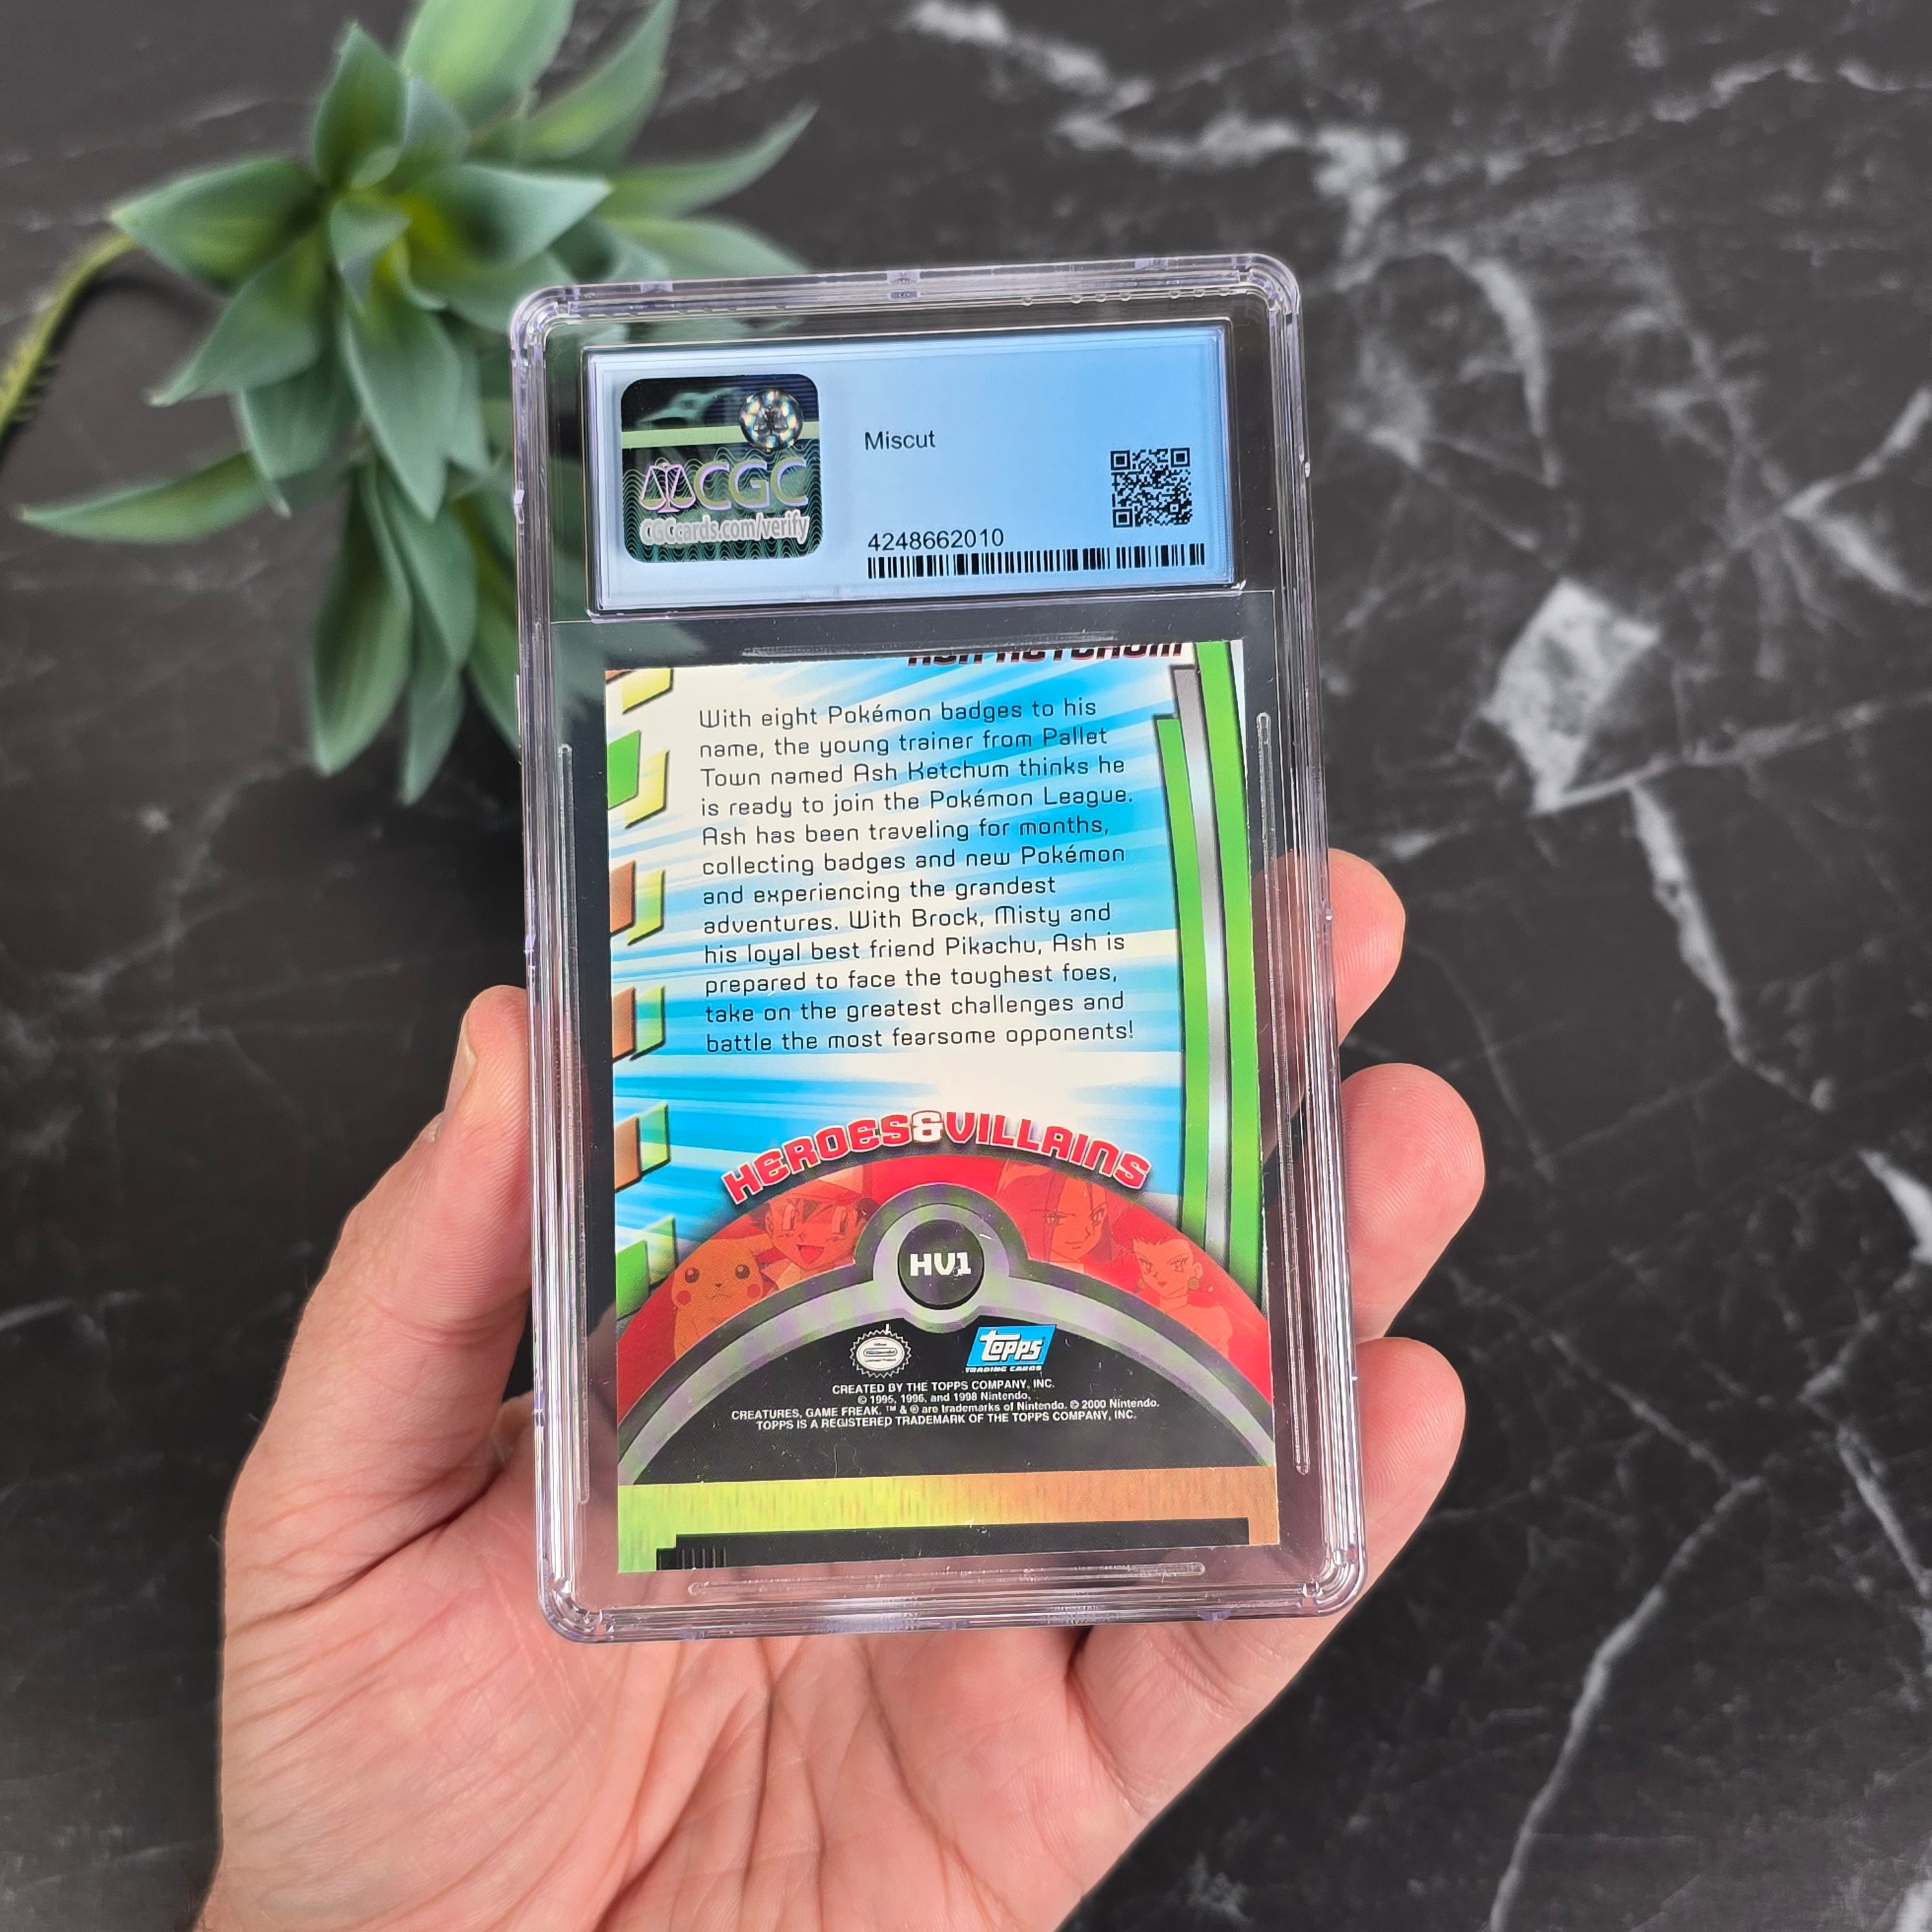 Miscut
CGC
CGCcards.com/verify
4248662010
ASH KETCHUM
With eight Pokémon badges to his
name, the young trainer from Pallet
Town named Ash Ketchum thinks he
is ready to join the Pokémon League.
Ash has been traveling for months,
collecting badges and new Pokémon
and experiencing the grandest
adventures. With Brock, Misty and
his loyal best friend Pikachu, Ash is
prepared to face the toughest foes,
take on the greatest challenges and
battle the most fearsome opponents!
HEROES&VILLAINS
HV1
Nintendo
Topps
TRADING CARDS
CREATED BY THE TOPPS COMPANY, INC.
© 1995, 1996, and 1998 Nintendo,
CREATURES, GAME FREAK. ™ & ® are trademarks of Nintendo. © 2000 Nintendo.
TOPPS IS A REGISTERED TRADEMARK OF THE TOPPS COMPANY, INC.